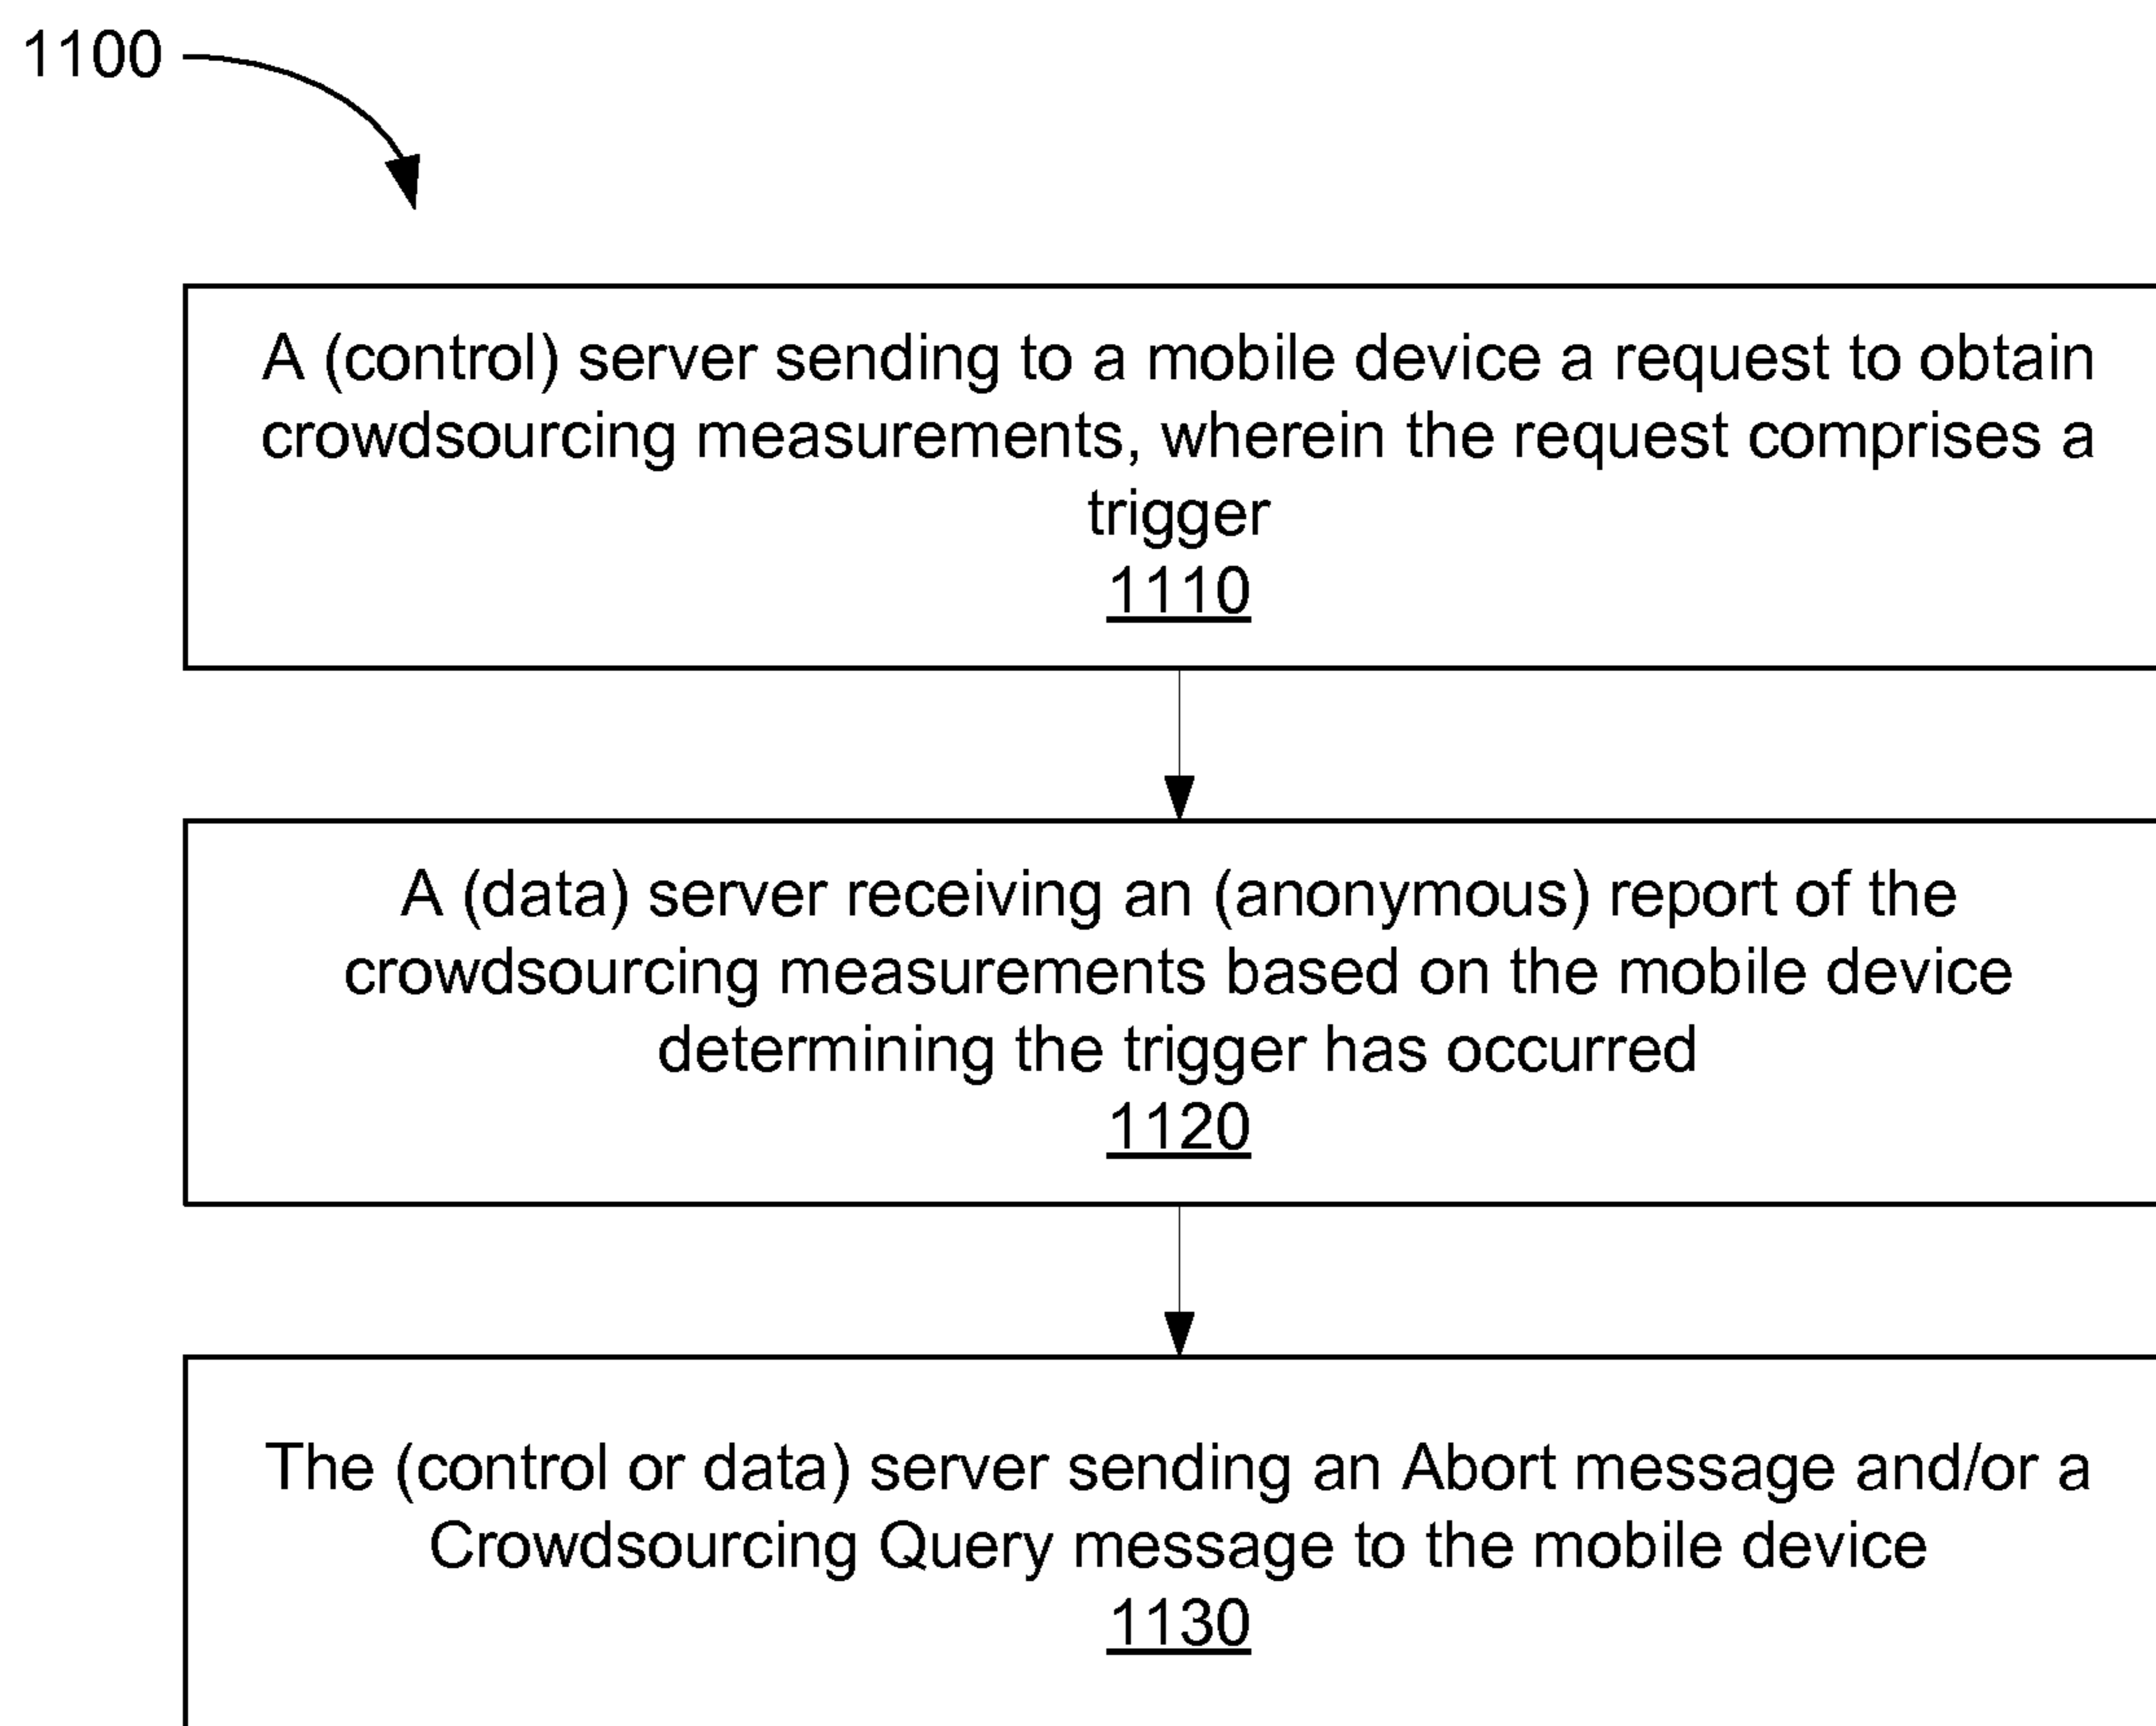 1100
A (control) server sending to a mobile device a request to obtain
crowdsourcing measurements, wherein the request comprises a
trigger
1110
A (data) server receiving an (anonymous) report of the
crowdsourcing measurements based on the mobile device
determining the trigger has occurred
1120
The (control or data) server sending an Abort message and/or a
Crowdsourcing Query message to the mobile device
1130